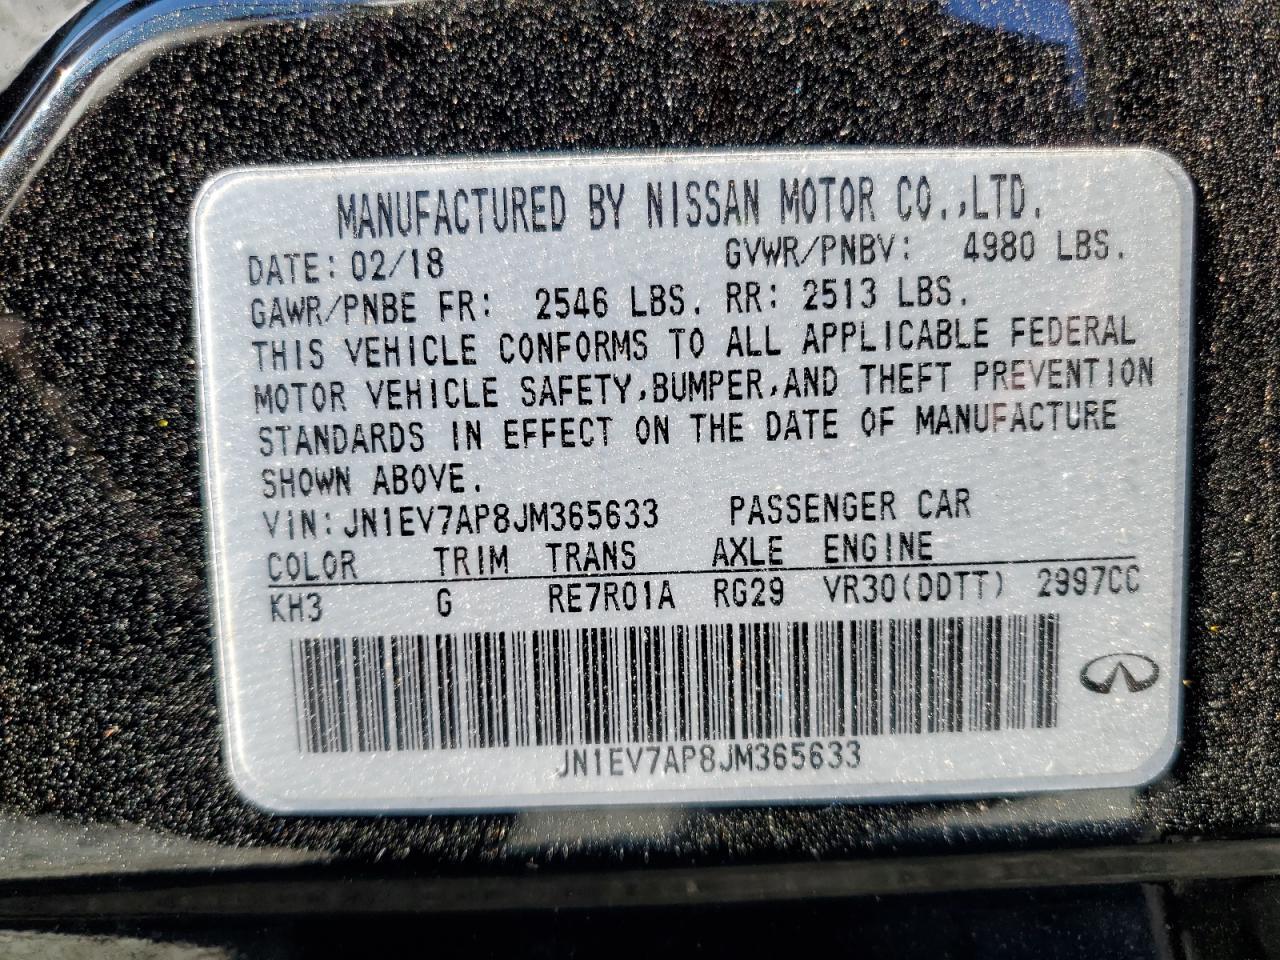 MANUFACTURED BY NISSAN MOTOR CO.,LTD.
DATE: 02/18 GVWR/PNBV: 4980 LBS.
GAWR/PNBE FR: 2546 LBS. RR: 2513 LBS.
THIS VEHICLE CONFORMS TO ALL APPLICABLE FEDERAL
MOTOR VEHICLE SAFETY,BUMPER,AND THEFT PREVENTION
STANDARDS IN EFFECT ON THE DATE OF MANUFACTURE
SHOWN ABOVE.
VIN: JN1EV7AP8JM365633 PASSENGER CAR
COLOR TRIM TRANS AXLE ENGINE
KH3 G RE7R01A RG29 VR30(DDTT) 2997CC
JN1EV7AP8JM365633